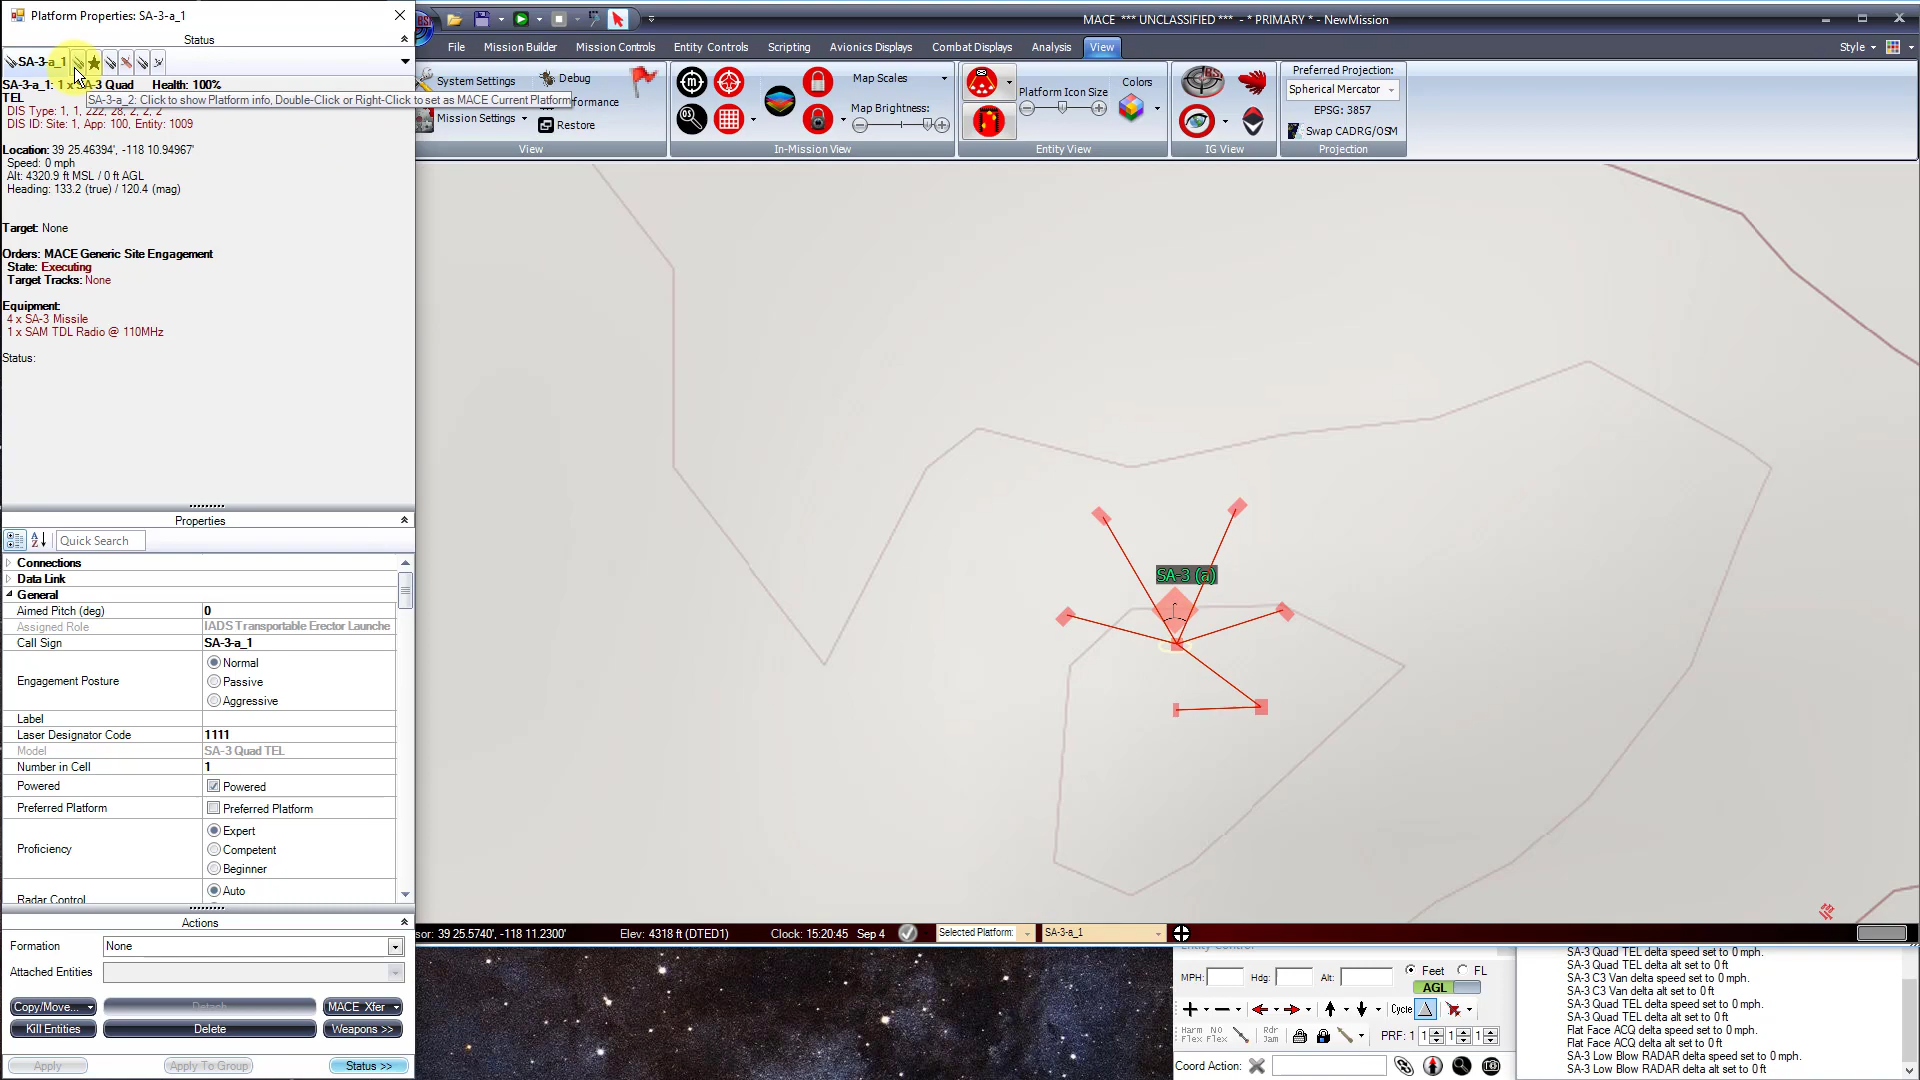 Platform Properties: SA-3-a_1
Status
SA-3-a_1
SA-3-a_1: 1 x SA-3 Quad Health: 100%
TEL
SA-3-a_2: Click to show Platform info, Double-Click or Right-Click to set as MACE Current Platform
DIS Type: 1, 1, 222, 28, 2, 2, 2
DIS ID: Site: 1, App: 100, Entity: 1009
Location: 39 25.46394', -118 10.94967'
Speed: 0 mph
Alt: 4320.9 ft MSL / 0 ft AGL
Heading: 133.2 (true) / 120.4 (mag)
Target: None
Orders: MACE Generic Site Engagement
State: Executing
Target Tracks: None
Equipment:
4 x SA-3 Missile
1 x SAM TDL Radio @ 110MHz
Status:
Properties
Quick Search
Connections
Data Link
General
Aimed Pitch (deg) 0
Assigned Role IADS Transportable Erector Launche
Call Sign SA-3-a_1
Engagement Posture
Normal
Passive
Aggressive
Label
Laser Designator Code 1111
Model SA-3 Quad TEL
Number in Cell 1
Powered Powered
Preferred Platform Preferred Platform
Proficiency
Expert
Competent
Beginner
Radar Control Auto
Actions
Formation None
Attached Entities
Copy/Move... Detach MACE Xfer
Kill Entities Delete Weapons >>
Apply Apply To Group Status >>
MACE *** UNCLASSIFIED *** - * PRIMARY * - NewMission
File Mission Builder Mission Controls Entity Controls Scripting Avionics Displays Combat Displays Analysis View Style
System Settings Debug
Mission Settings Restore
View
Map Scales
Map Brightness:
In-Mission View
Platform Icon Size
Colors
Entity View
IG View
Preferred Projection:
Spherical Mercator
EPSG: 3857
Swap CADRG/OSM
Projection
SA-3 (a)
sor: 39 25.5740', -118 11.2300' Elev: 4318 ft (DTED1) Clock: 15:20:45 Sep 4 Selected Platform: SA-3-a_1
Entity Control
MPH: Hdg: Alt: Feet FL
AGL
Cycle
Harm Flex NO Flex Rdr Jam PRF: 1 1 1 1
Coord Action:
SA-3 Quad TEL delta speed set to 0 mph.
SA-3 Quad TEL delta alt set to 0 ft
SA-3 C3 Van delta speed set to 0 mph.
SA-3 C3 Van delta alt set to 0 ft
SA-3 Quad TEL delta speed set to 0 mph.
SA-3 Quad TEL delta alt set to 0 ft
Flat Face ACQ delta speed set to 0 mph.
Flat Face ACQ delta alt set to 0 ft
SA-3 Low Blow RADAR delta speed set to 0 mph.
SA-3 Low Blow RADAR delta alt set to 0 ft